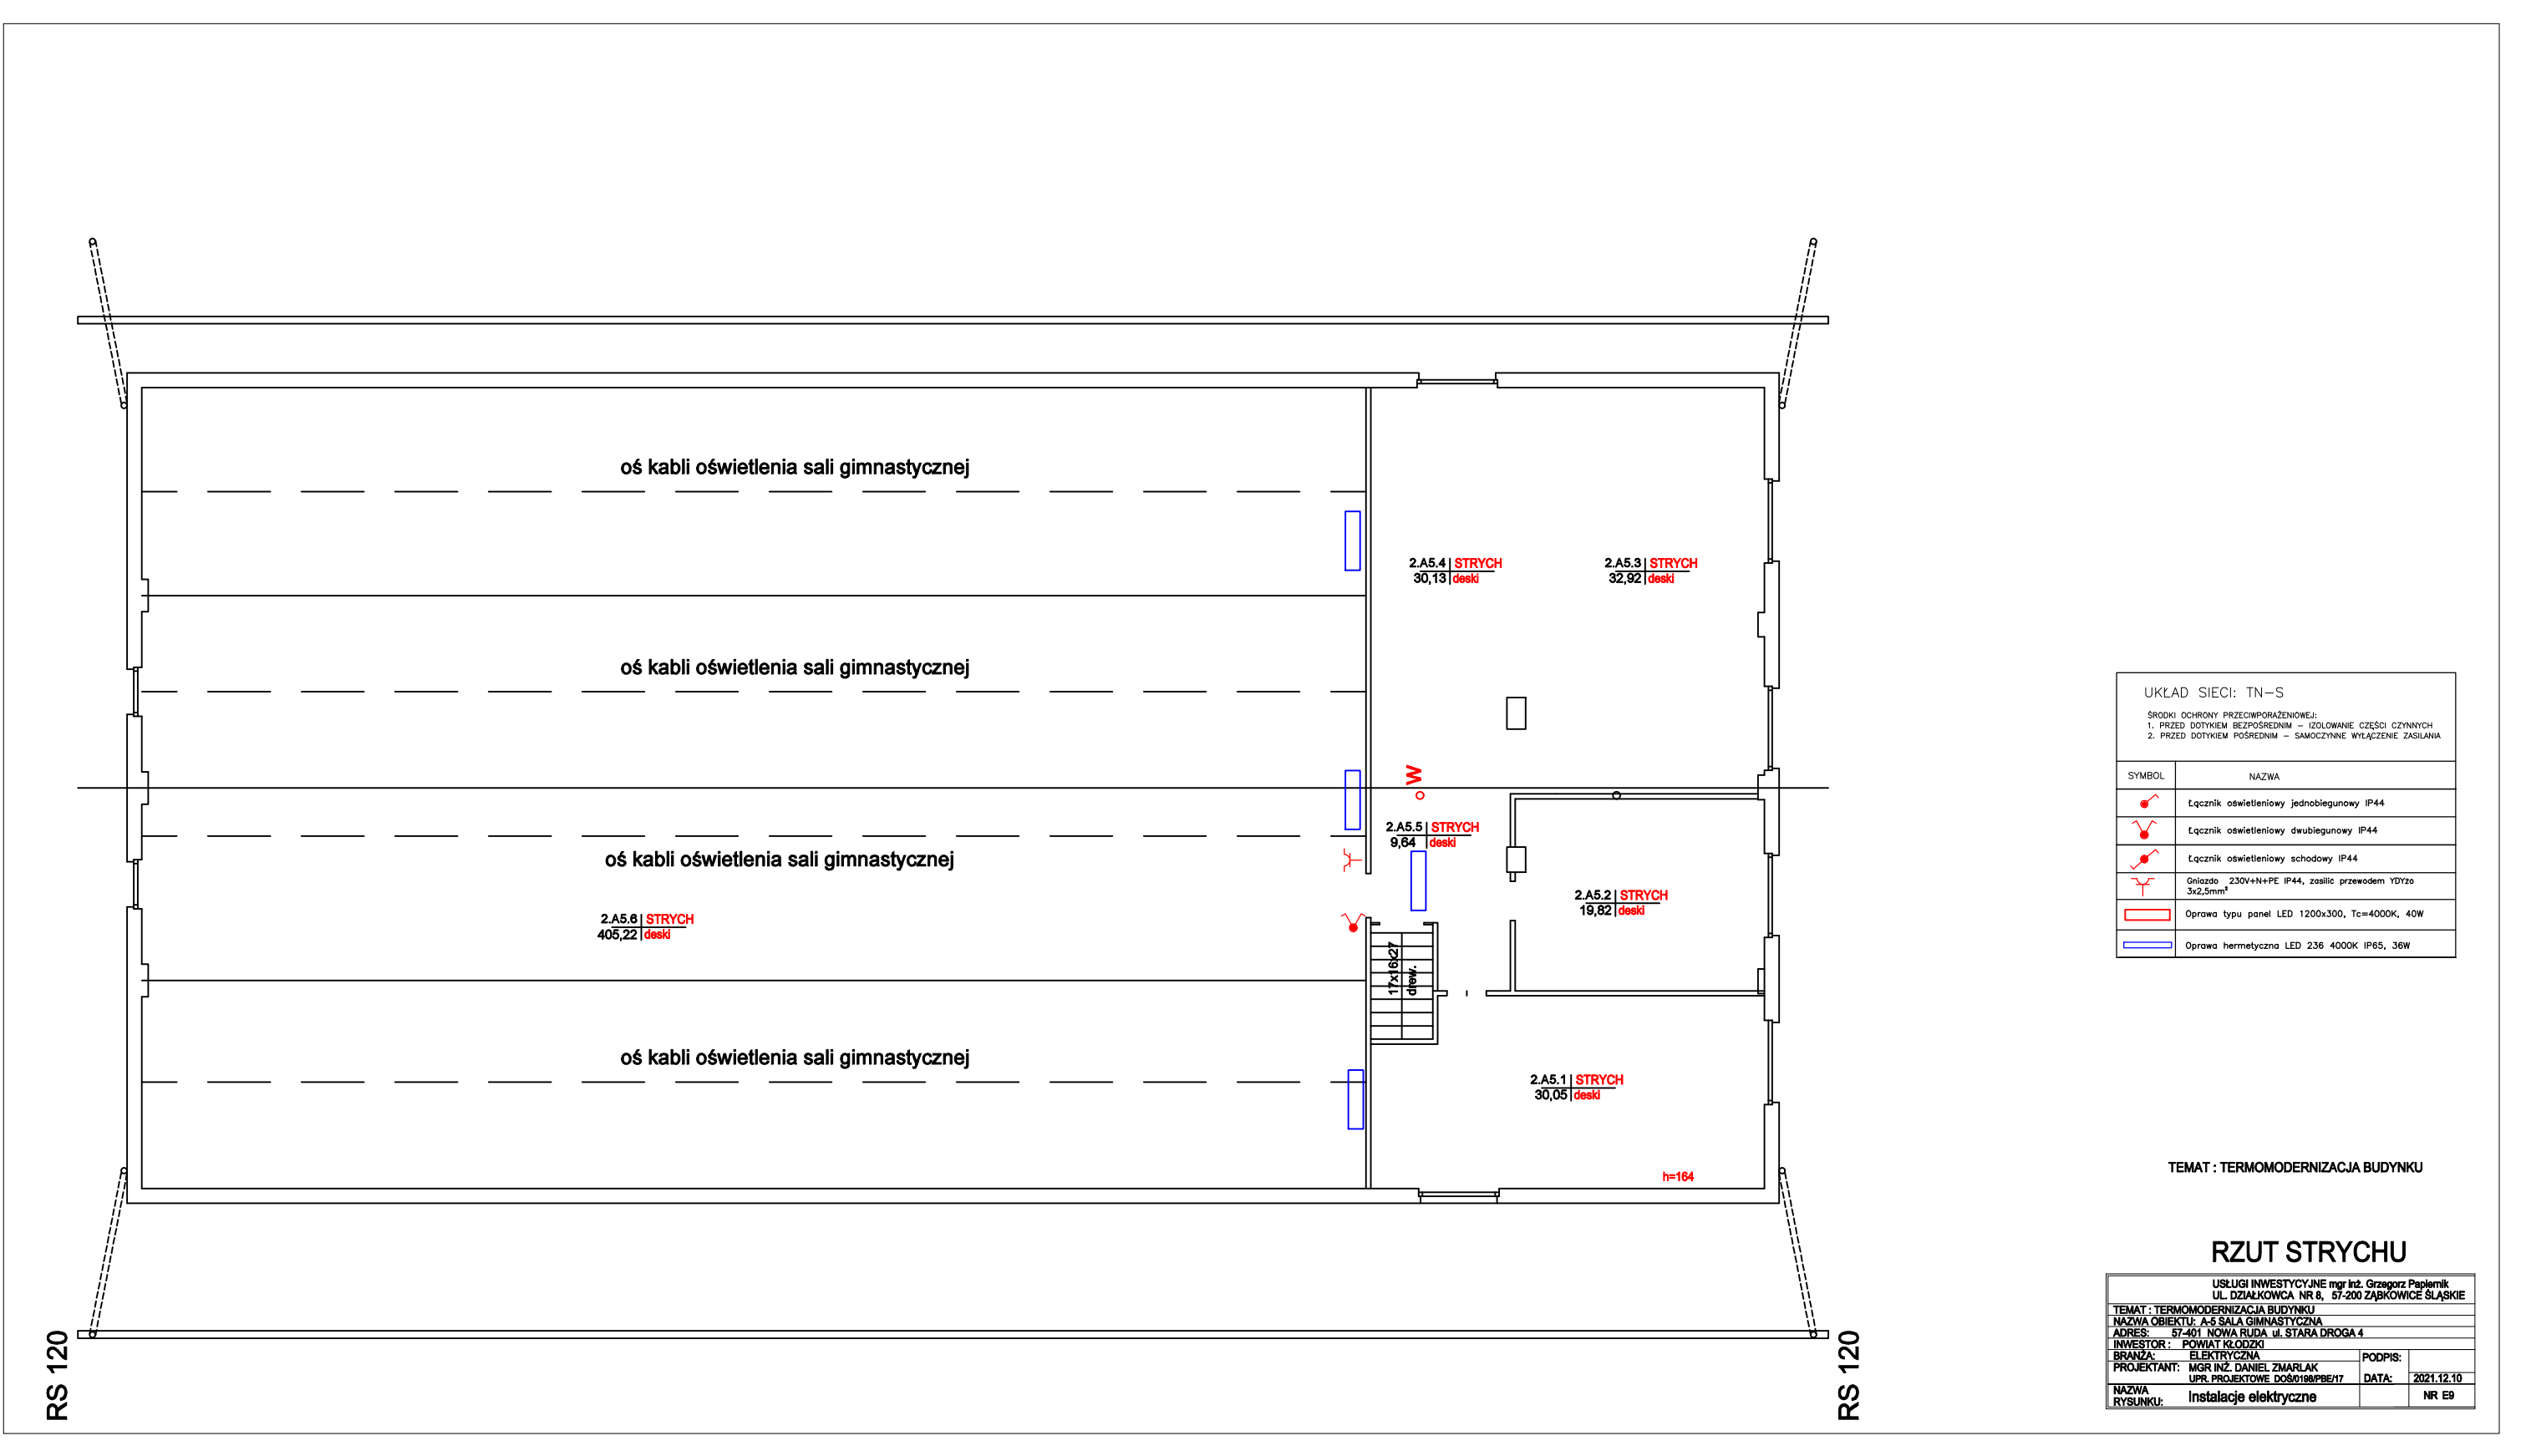 oś kabli oświetlenia sali gimnastycznej
2.A5.4 STRYCH
30,13 deski
2.A5.3 STRYCH
32,92 deski
oś kabli oświetlenia sali gimnastycznej
W
2.A5.5 STRYCH
9,64 deski
oś kabli oświetlenia sali gimnastycznej
2.A5.2 STRYCH
19,82 deski
2.A5.6 STRYCH
405,22 deski
17x16x27
drew.
oś kabli oświetlenia sali gimnastycznej
2.A5.1 STRYCH
30,05 deski
h=164
RS 120
RS 120
UKŁAD SIECI: TN-S
ŚRODKI OCHRONY PRZECIWPORAŻENIOWEJ:
1. PRZED DOTYKIEM BEZPOŚREDNIM - IZOLOWANIE CZĘŚCI CZYNNYCH
2. PRZED DOTYKIEM POŚREDNIM - SAMOCZYNNE WYŁĄCZENIE ZASILANIA
SYMBOL NAZWA
Łącznik oświetleniowy jednobiegunowy IP44
Łącznik oświetleniowy dwubiegunowy IP44
Łącznik oświetleniowy schodowy IP44
Gniazdo 230V+N+PE IP44, zasilic przewodem YDYżo
3x2,5mm²
Oprawa typu panel LED 1200x300, Tc=4000K, 40W
Oprawa hermetyczna LED 236 4000K IP65, 36W
TEMAT : TERMOMODERNIZACJA BUDYNKU
RZUT STRYCHU
USŁUGI INWESTYCYJNE mgr inż. Grzegorz Papiernik
UL. DZIAŁKOWCA NR 8, 57-200 ZĄBKOWICE ŚLĄSKIE
TEMAT : TERMOMODERNIZACJA BUDYNKU
NAZWA OBIEKTU: A-5 SALA GIMNASTYCZNA
ADRES: 57-401 NOWA RUDA ul. STARA DROGA 4
INWESTOR : POWIAT KŁODZKI
BRANŻA: ELEKTRYCZNA PODPIS:
PROJEKTANT: MGR INŻ. DANIEL ZMARLAK
UPR. PROJEKTOWE DOŚ/0198/PBE/17 DATA: 2021.12.10
NAZWA
RYSUNKU: Instalacje elektryczne NR E9